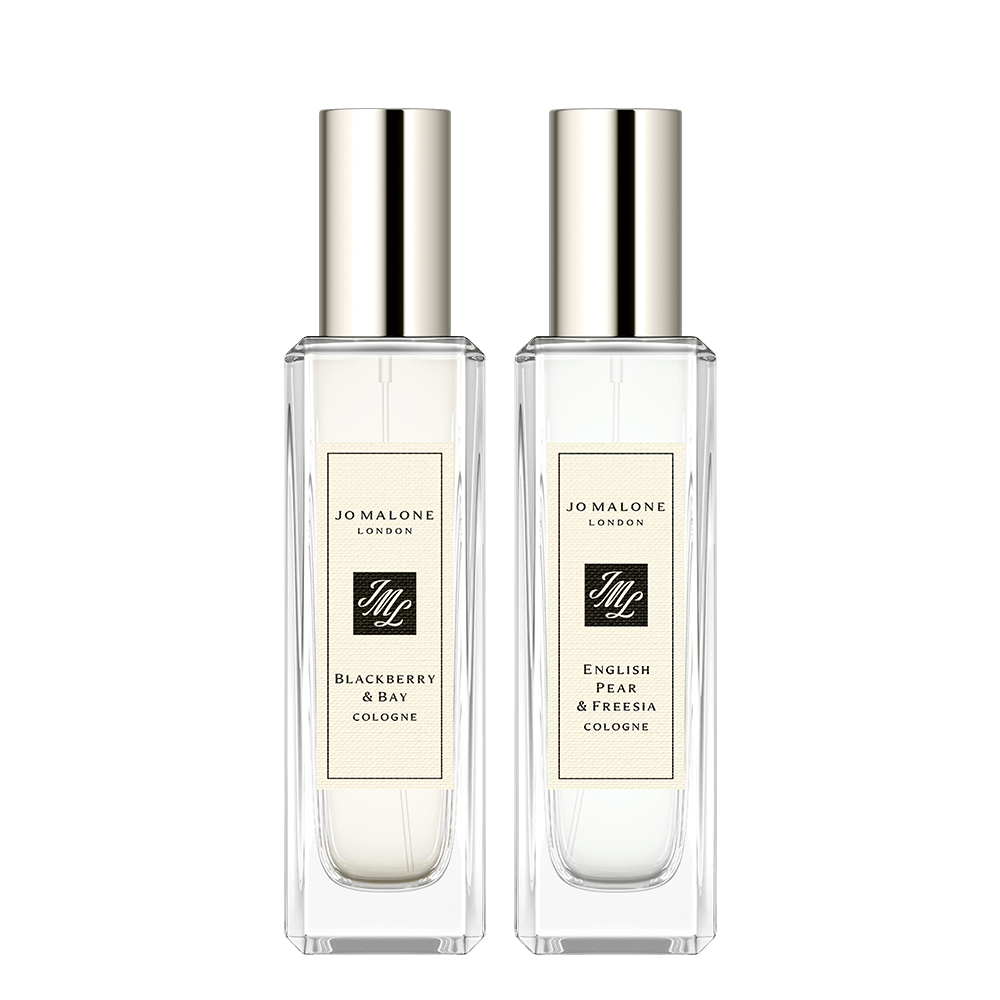 JO MALONE
LONDON
JML
BLACKBERRY
& BAY
COLOGNE
JO MALONE
LONDON
JML
ENGLISH
PEAR
& FREESIA
COLOGNE